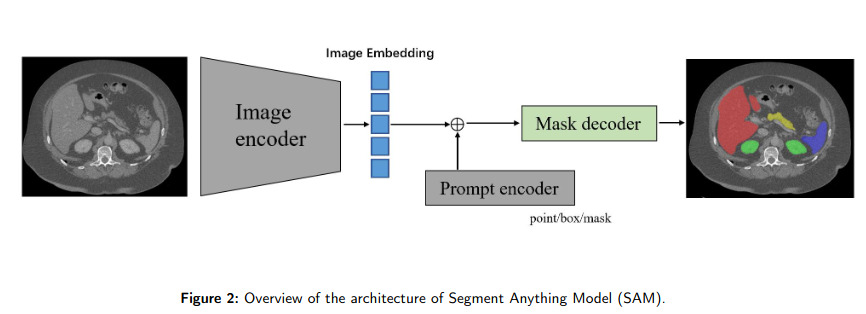 Image Embedding
Image
encoder
Mask decoder
Prompt encoder
point/box/mask
Figure 2: Overview of the architecture of Segment Anything Model (SAM).